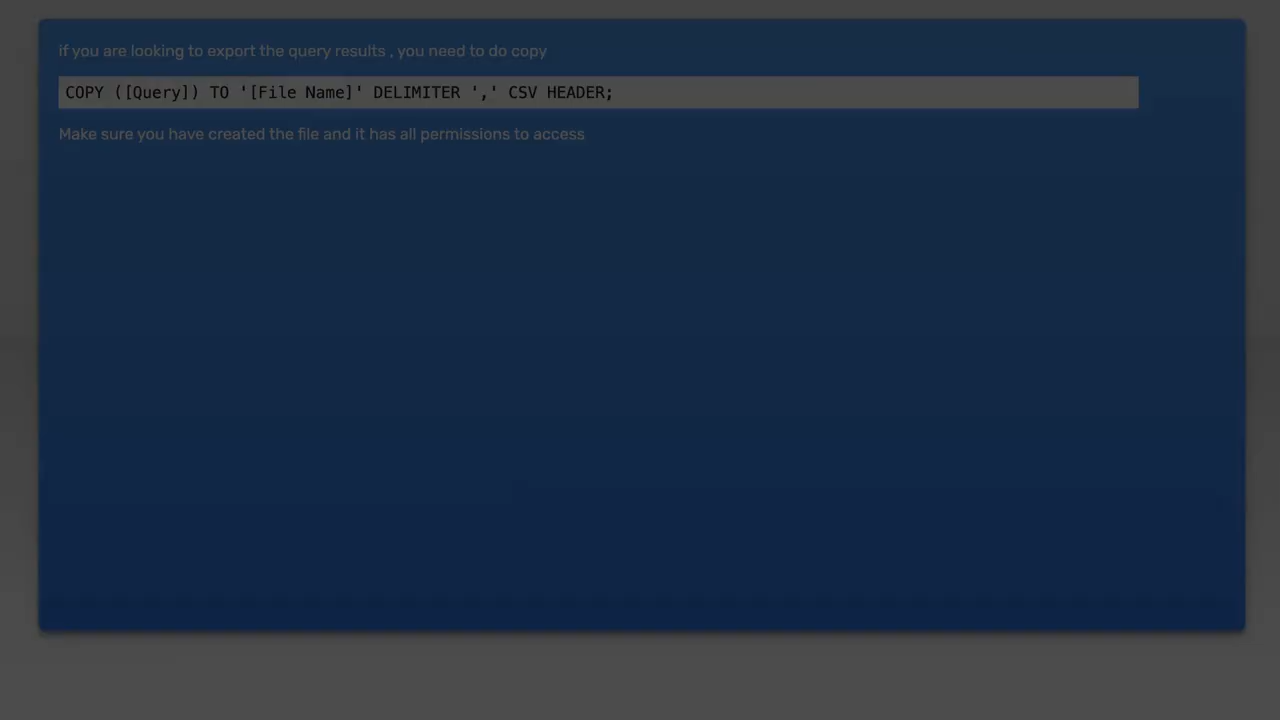 if you are looking to export the query results , you need to do copy
COPY ([Query]) TO '[File Name]' DELIMITER ',' CSV HEADER;
Make sure you have created the file and it has all permissions to access